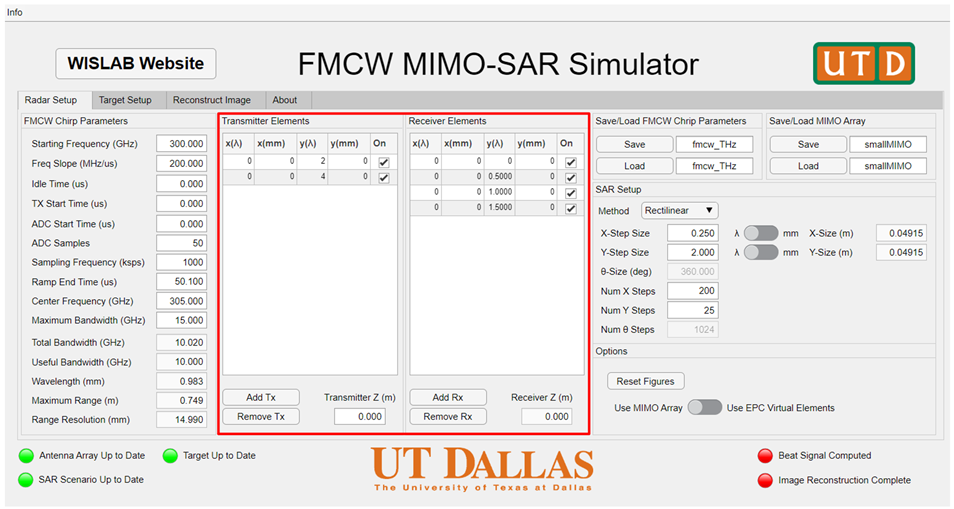 Info
WISLAB Website
FMCW MIMO-SAR Simulator
UTD
Radar Setup Target Setup Reconstruct Image About
FMCW Chirp Parameters
Starting Frequency (GHz) 300.000
Freq Slope (MHz/us) 200.000
Idle Time (us) 0.000
TX Start Time (us) 0.000
ADC Start Time (us) 0.000
ADC Samples 50
Sampling Frequency (ksps) 1000
Ramp End Time (us) 50.100
Center Frequency (GHz) 305.000
Maximum Bandwidth (GHz) 15.000
Total Bandwidth (GHz) 10.020
Useful Bandwidth (GHz) 10.000
Wavelength (mm) 0.983
Maximum Range (m) 0.749
Range Resolution (mm) 14.990
Transmitter Elements
x(λ) x(mm) y(λ) y(mm) On
0 0 2 0
0 0 4 0
Add Tx Transmitter Z (m)
Remove Tx 0.000
Receiver Elements
x(λ) x(mm) y(λ) y(mm) On
0 0 0 0
0 0 0.5000 0
0 0 1.0000 0
0 0 1.5000 0
Add Rx Receiver Z (m)
Remove Rx 0.000
Save/Load FMCW Chrip Parameters
Save fmcw_THz
Load fmcw_THz
Save/Load MIMO Array
Save smallMIMO
Load smallMIMO
SAR Setup
Method Rectilinear
X-Step Size 0.250 λ mm X-Size (m) 0.04915
Y-Step Size 2.000 λ mm Y-Size (m) 0.04915
θ-Size (deg) 360.000
Num X Steps 200
Num Y Steps 25
Num θ Steps 1024
Options
Reset Figures
Use MIMO Array Use EPC Virtual Elements
Antenna Array Up to Date Target Up to Date
SAR Scenario Up to Date
UT DALLAS
The University of Texas at Dallas
Beat Signal Computed
Image Reconstruction Complete